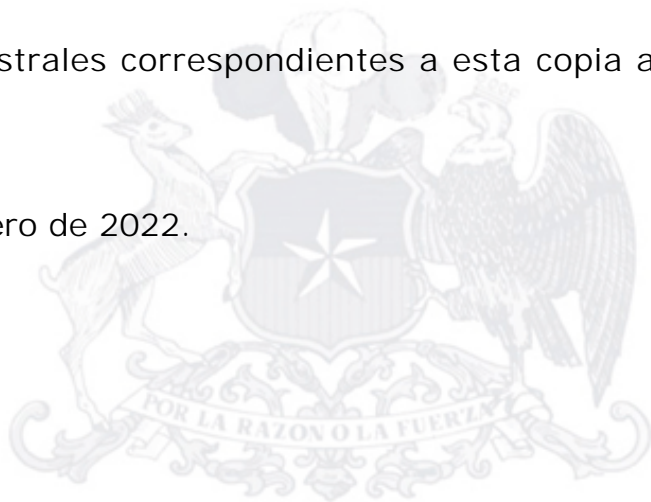 strales correspondientes a esta copia a
ero de 2022.
POR LA RAZON O LA FUERZA